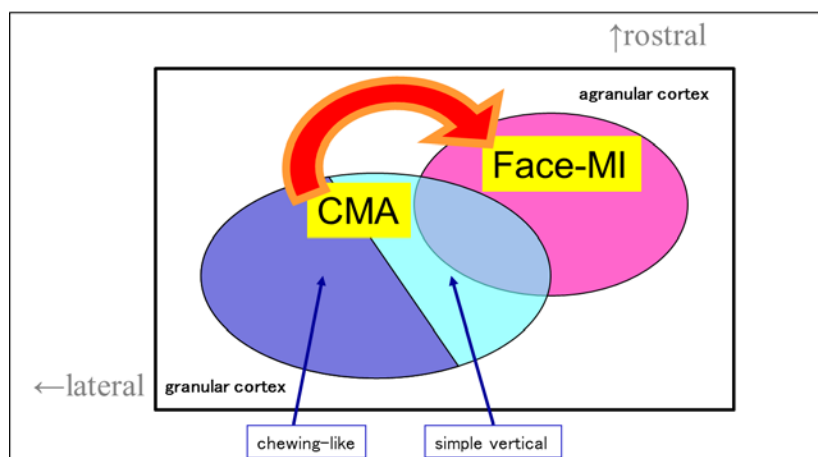 ↑rostral
agranular cortex
Face-MI
CMA
←lateral
granular cortex
chewing-like
simple vertical